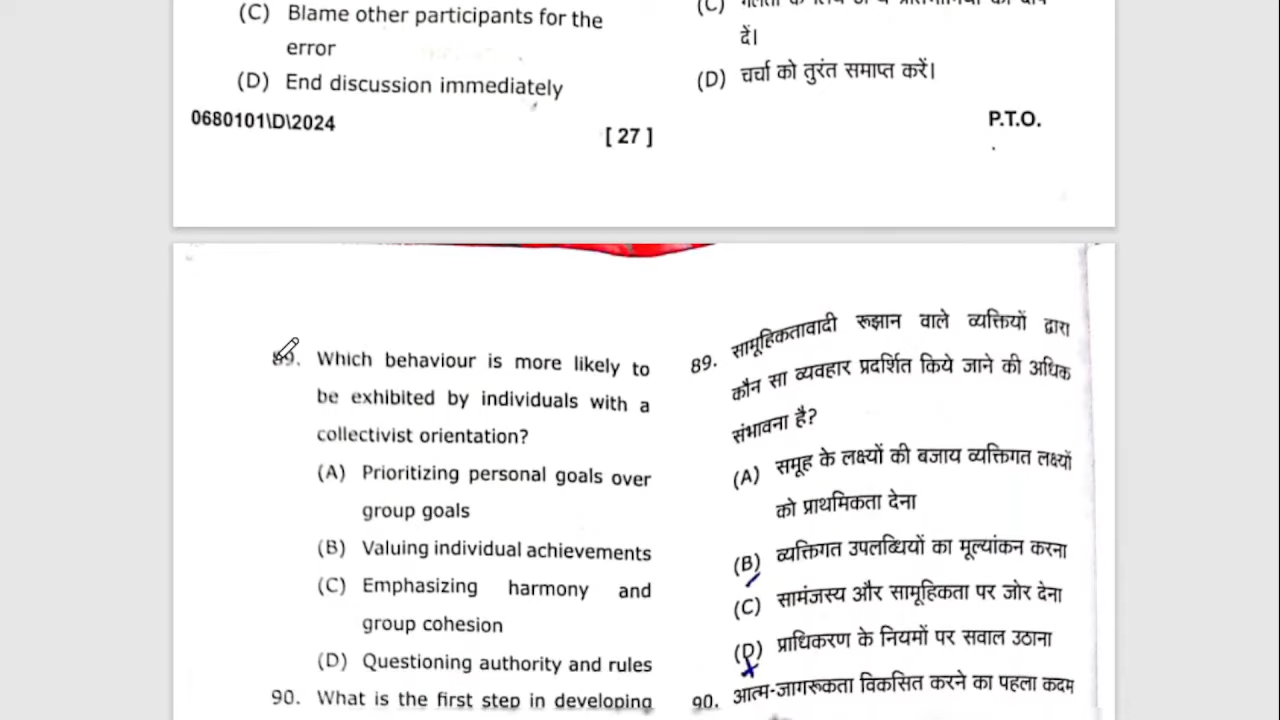 (C) Blame other participants for the
error
(D) End discussion immediately
(C)
दें।
(D) चर्चा को तुरंत समाप्त करें।
0680101\D\2024
[ 27 ]
P.T.O.
89. Which behaviour is more likely to
be exhibited by individuals with a
collectivist orientation?
(A) Prioritizing personal goals over
group goals
(B) Valuing individual achievements
(C) Emphasizing harmony and
group cohesion
(D) Questioning authority and rules
90. What is the first step in developing
89. सामूहिकतावादी रूझान वाले व्यक्तियों द्वारा
कौन सा व्यवहार प्रदर्शित किये जाने की अधिक
संभावना है?
(A) समूह के लक्ष्यों की बजाय व्यक्तिगत लक्ष्यों
को प्राथमिकता देना
(B) व्यक्तिगत उपलब्धियों का मूल्यांकन करना
(C) सामंजस्य और सामूहिकता पर जोर देना
(D) प्राधिकरण के नियमों पर सवाल उठाना
90. आत्म-जागरूकता विकसित करने का पहला कदम